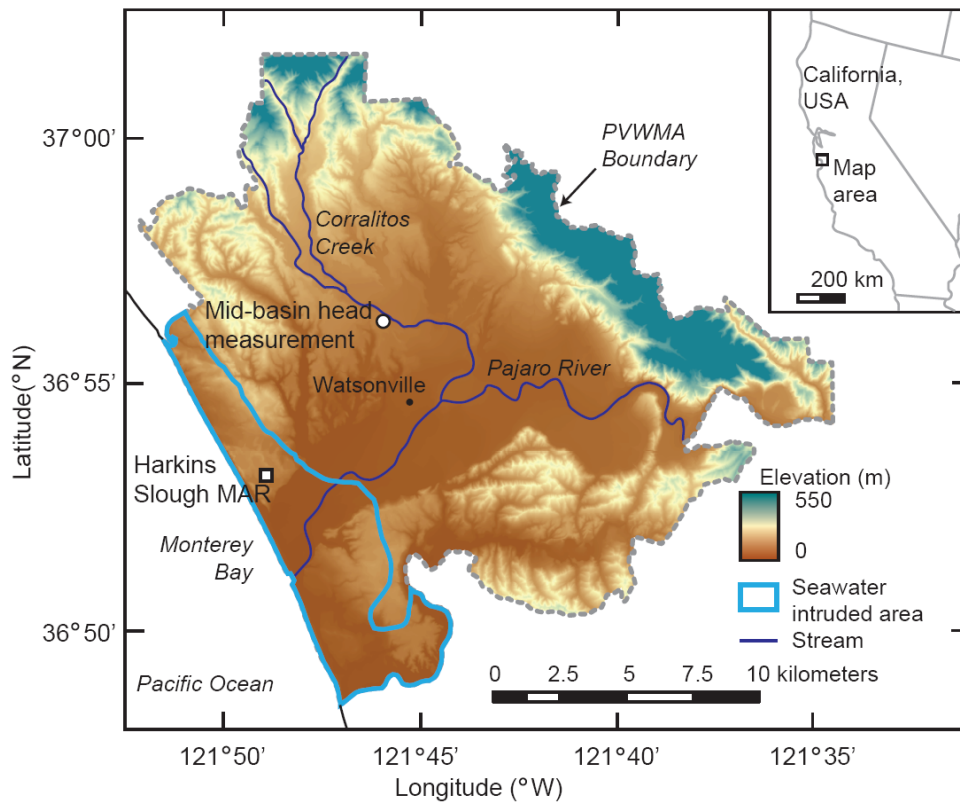 California,
USA
Map
area
200 km
37°00'
36°55'
36°50'
Latitude(°N)
PVWMA
Boundary
Corralitos
Creek
Mid-basin head
measurement
Pajaro River
Watsonville
Harkins
Slough MAR
Monterey
Bay
Pacific Ocean
Elevation (m)
550
0
Seawater
intruded area
Stream
0 2.5 5 7.5 10 kilometers
121°50' 121°45' 121°40' 121°35'
Longitude (°W)